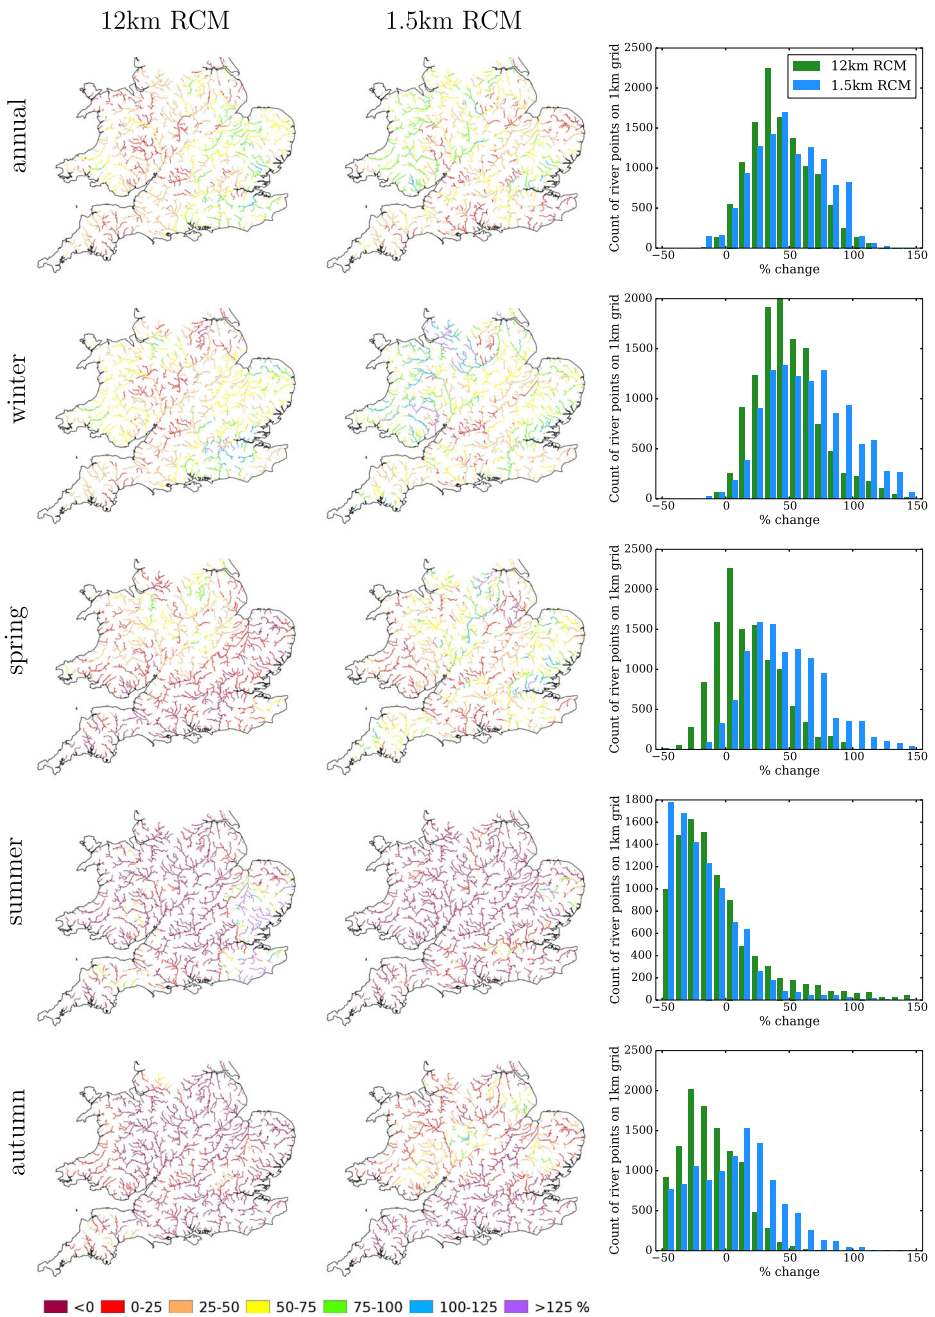 12km RCM
1.5km RCM
annual
2500
2000
1500
1000
500
0
−50
0
50
100
150
% change
Count of river points on 1km grid
12km RCM
1.5km RCM
winter
2000
1500
1000
500
0
−50
0
50
100
150
% change
Count of river points on 1km grid
spring
2500
2000
1500
1000
500
0
−50
0
50
100
150
% change
Count of river points on 1km grid
summer
1800
1600
1400
1200
1000
800
600
400
200
0
−50
0
50
100
150
% change
Count of river points on 1km grid
autumn
2500
2000
1500
1000
500
0
−50
0
50
100
150
% change
Count of river points on 1km grid
<0 0-25 25-50 50-75 75-100 100-125 >125 %